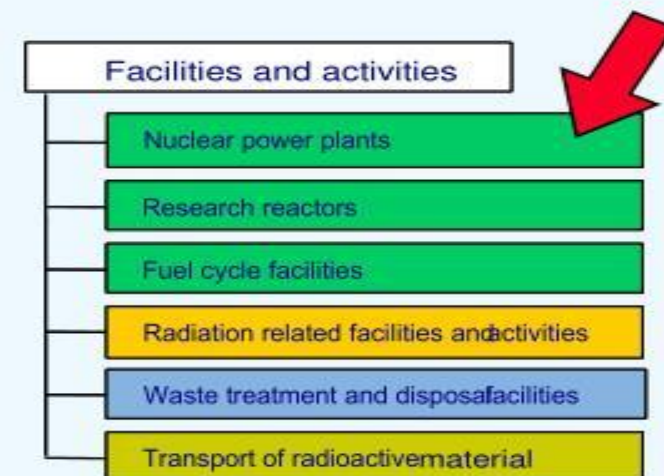 Facilities and activities
Nuclear power plants
Research reactors
Fuel cycle facilities
Radiation related facilities andactivities
Waste treatment and disposalfacilities
Transport of radioactivematerial